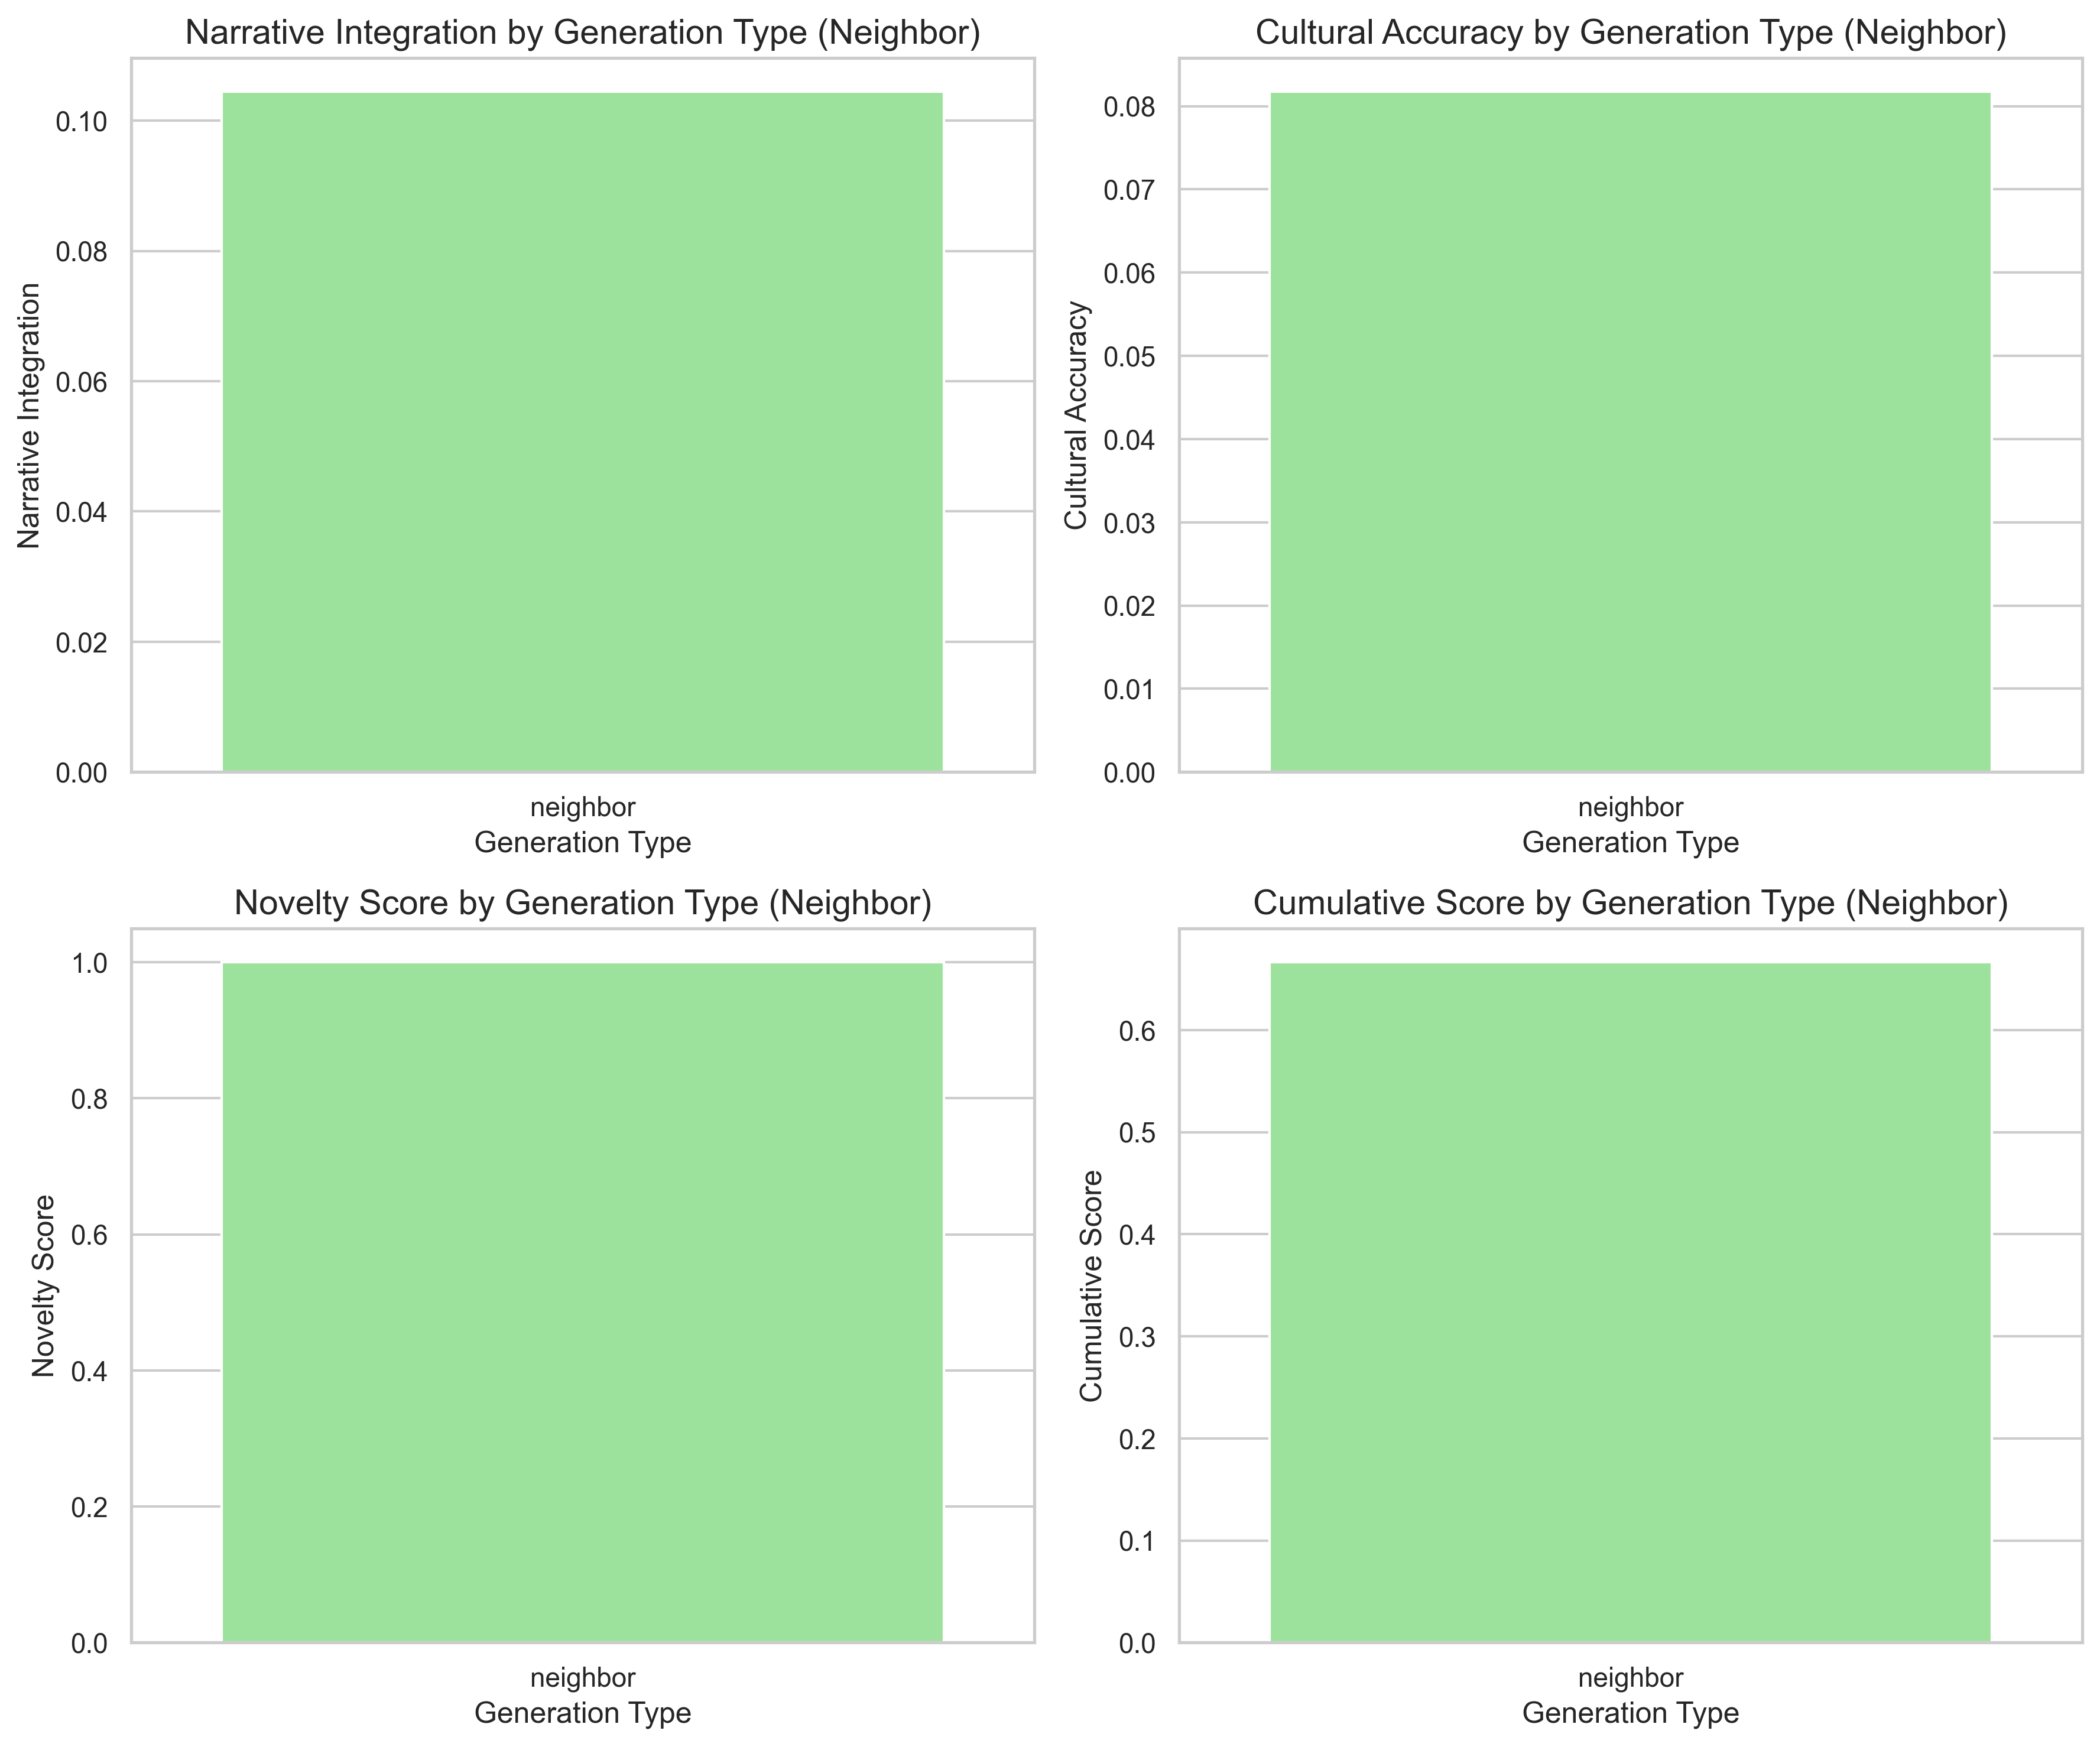 Narrative Integration by Generation Type (Neighbor)
Narrative Integration
0.10
0.08
0.06
0.04
0.02
0.00
neighbor
Generation Type
Cultural Accuracy by Generation Type (Neighbor)
Cultural Accuracy
0.08
0.07
0.06
0.05
0.04
0.03
0.02
0.01
0.00
neighbor
Generation Type
Novelty Score by Generation Type (Neighbor)
Novelty Score
1.0
0.8
0.6
0.4
0.2
0.0
neighbor
Generation Type
Cumulative Score by Generation Type (Neighbor)
Cumulative Score
0.6
0.5
0.4
0.3
0.2
0.1
0.0
neighbor
Generation Type